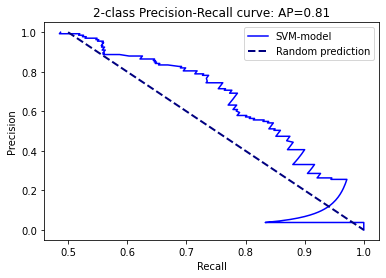 2-class Precision-Recall curve: AP=0.81
SVM-model
Random prediction
Precision
1.0
0.8
0.6
0.4
0.2
0.0
0.5
0.6
0.7
0.8
0.9
1.0
Recall